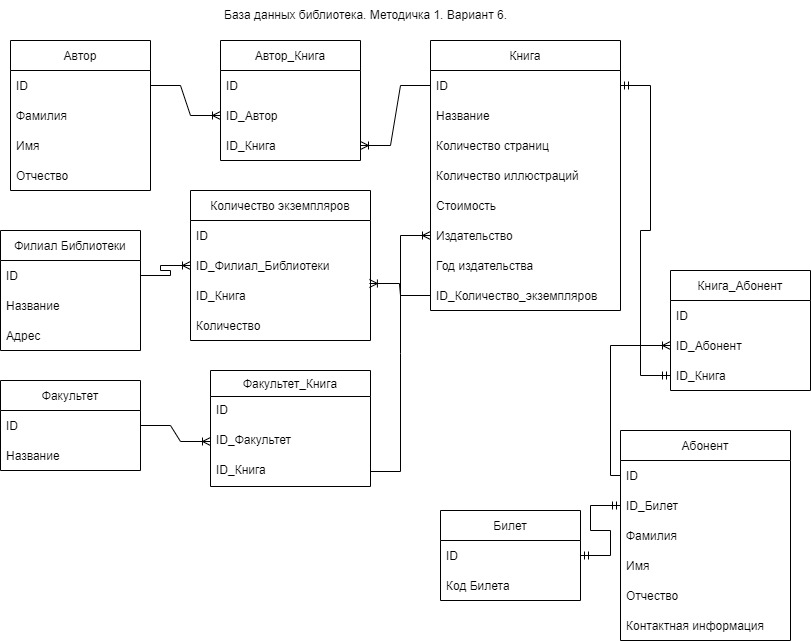 База данных библиотека. Методичка 1. Вариант 6.
Автор
ID
Фамилия
Имя
Отчество
Автор_Книга
ID
ID_Автор
ID_Книга
Книга
ID
Название
Количество страниц
Количество иллюстраций
Стоимость
Издательство
Год издательства
ID_Количество_экземпляров
Количество экземпляров
ID
ID_Филиал_Библиотеки
ID_Книга
Количество
Филиал Библиотеки
ID
Название
Адрес
Книга_Абонент
ID
ID_Абонент
ID_Книга
Факультет
ID
Название
Факультет_Книга
ID
ID_Факультет
ID_Книга
Абонент
ID
ID_Билет
Фамилия
Имя
Отчество
Контактная информация
Билет
ID
Код Билета